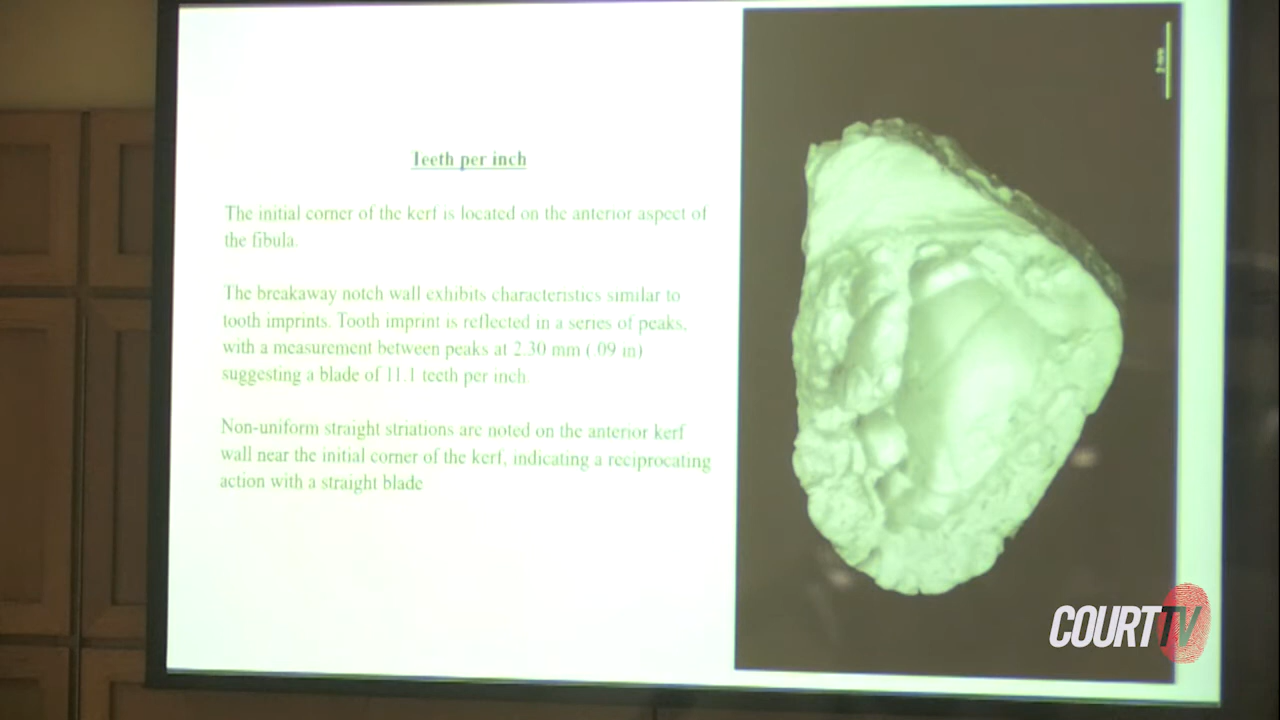 Teeth per inch
The initial corner of the kerf is located on the anterior aspect of
the fibula.
The breakaway notch wall exhibits characteristics similar to
tooth imprints. Tooth imprint is reflected in a series of peaks,
with a measurement between peaks at 2.30 mm (.09 in)
suggesting a blade of 11.1 teeth per inch.
Non-uniform straight striations are noted on the anterior kerf
wall near the initial corner of the kerf, indicating a reciprocating
action with a straight blade
COURT TV